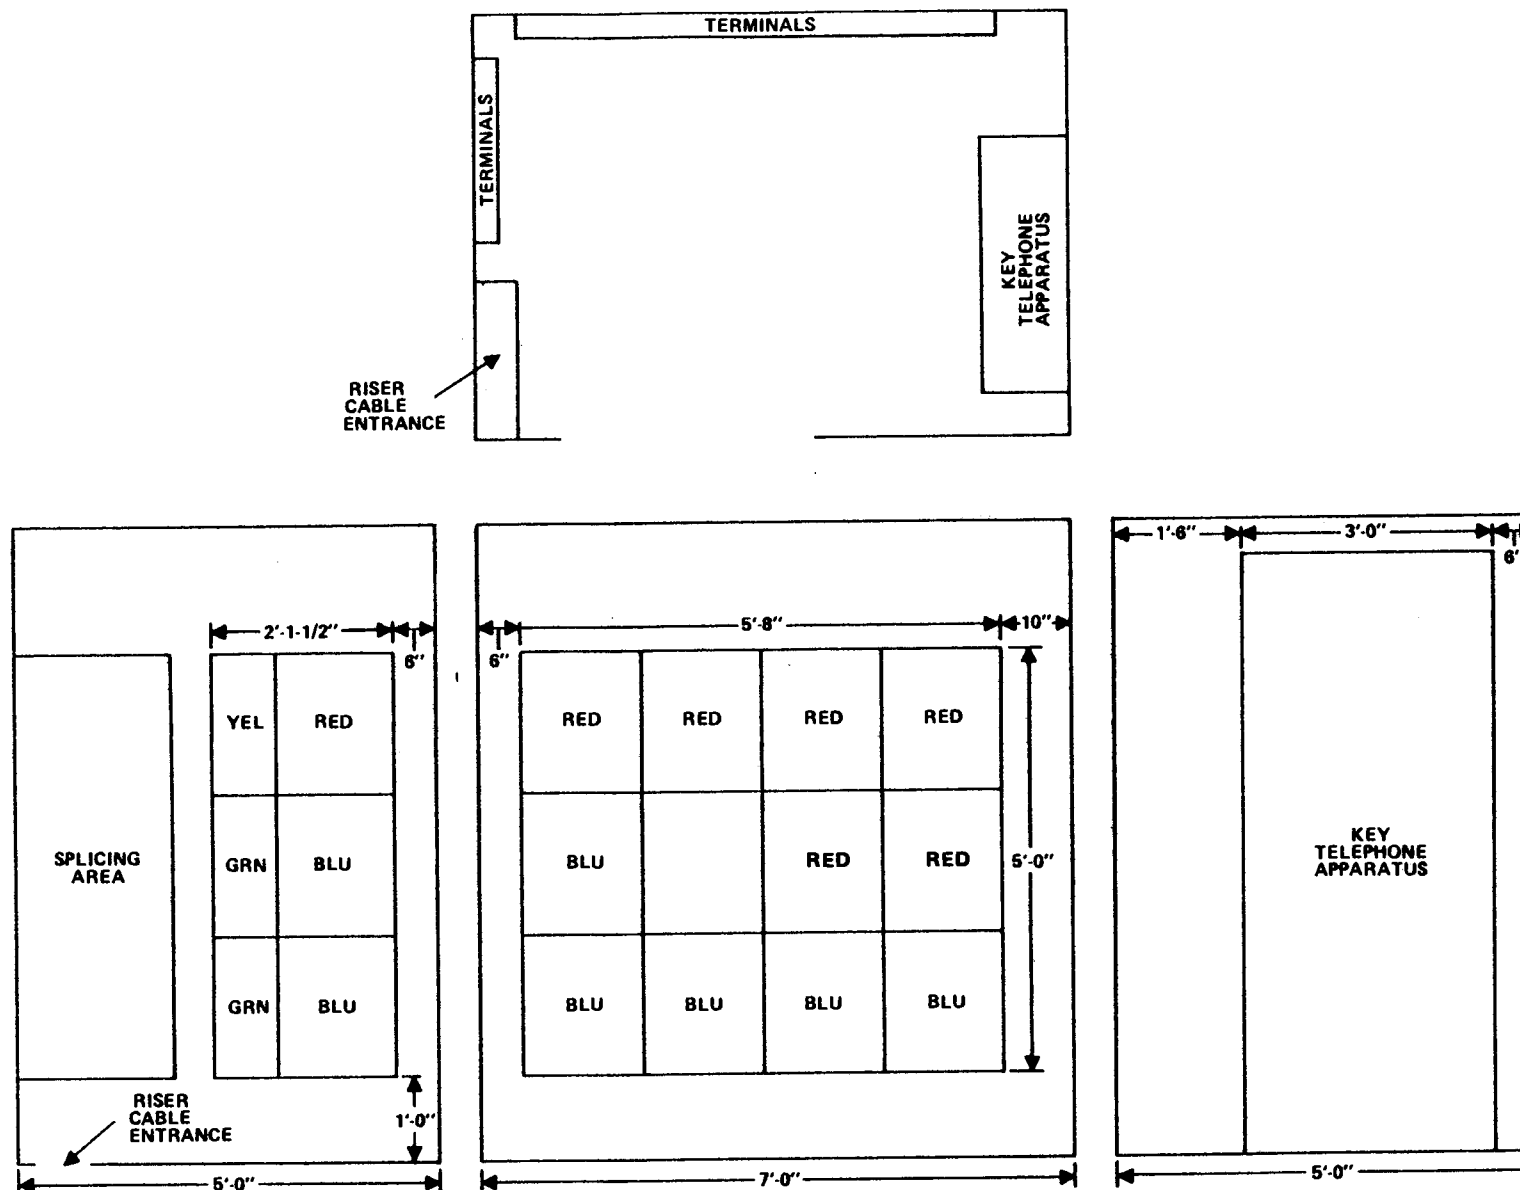 TERMINALS
TERMINALS
KEY
TELEPHONE
APPARATUS
RISER
CABLE
ENTRANCE
2'-1-1/2"
6"
YEL
RED
GRN
BLU
GRN
BLU
SPLICING
AREA
1'-0"
RISER
CABLE
ENTRANCE
5'-0"
6"
5'-8"
10"
RED
RED
RED
RED
BLU
RED
RED
5'-0"
BLU
BLU
BLU
BLU
7'-0"
1'-6"
3'-0"
6'
KEY
TELEPHONE
APPARATUS
5'-0"